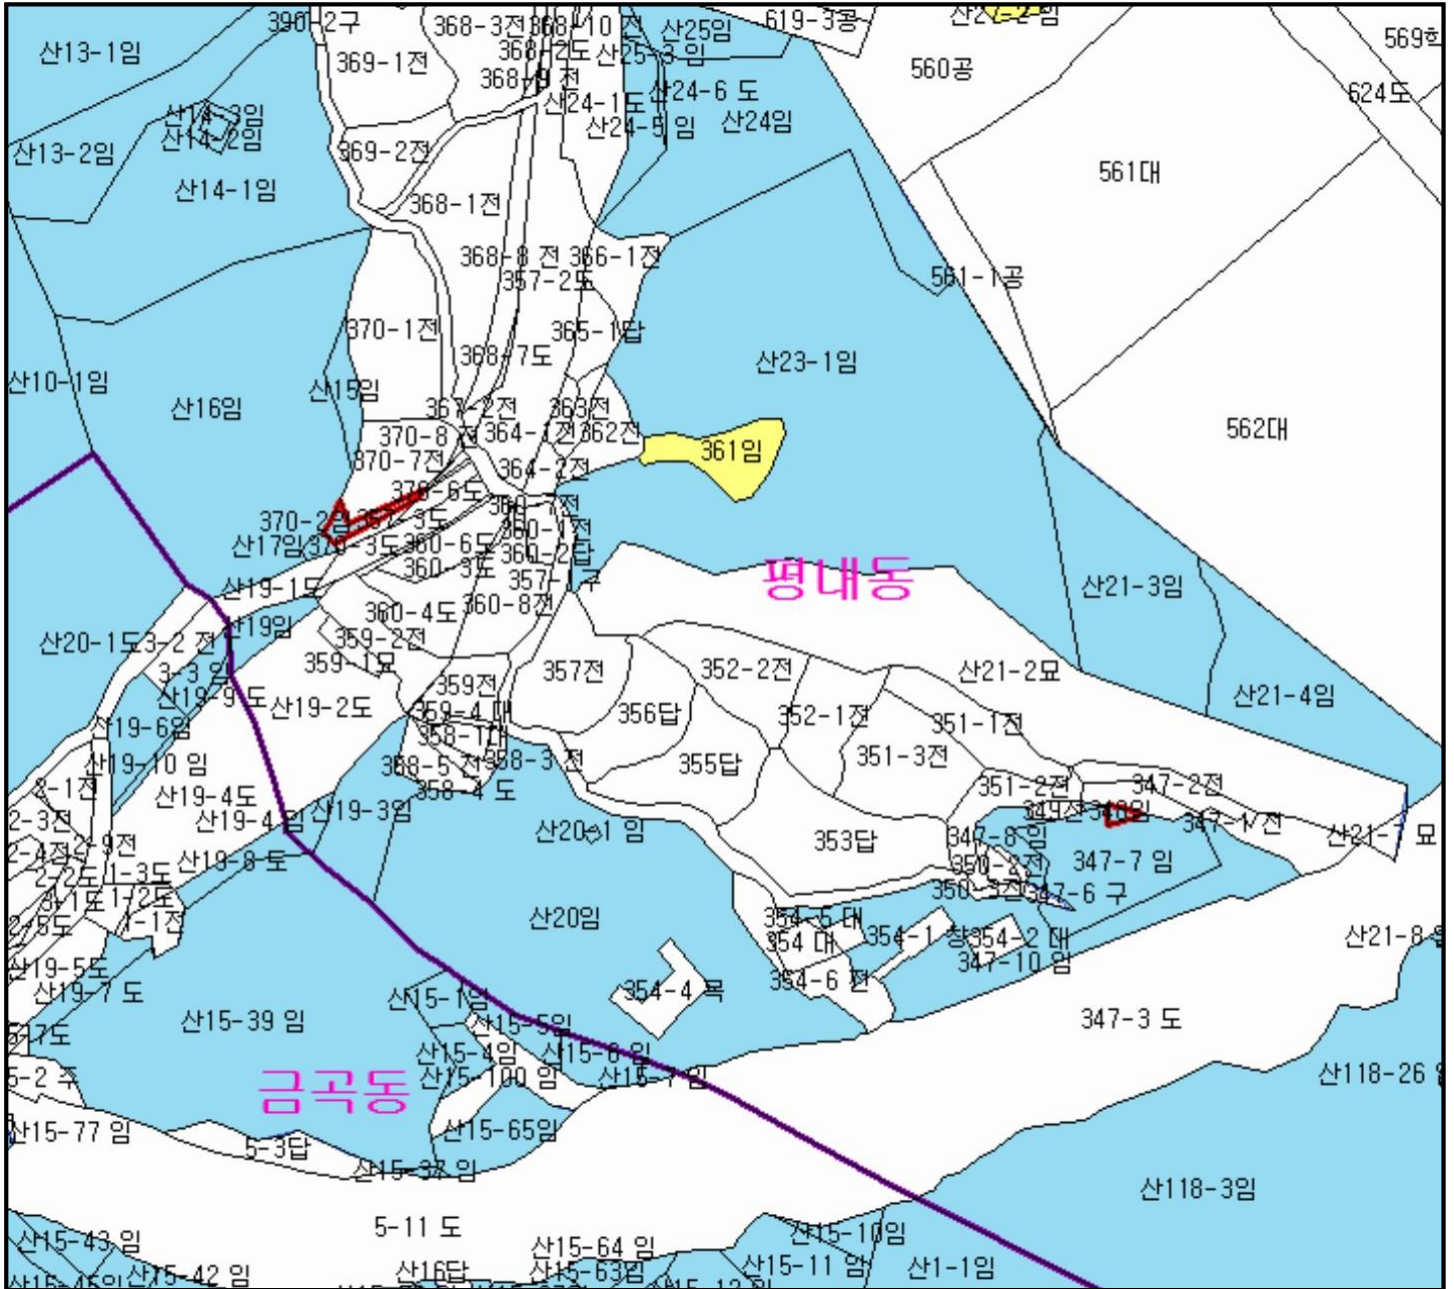 390-2구
368-3전
368-10 전
산25임
619-3공
산13-1임
369-1전
368-2도
산25-3 임
560공
368-9 전
산24-1도
산24-6 도
624도
산14-3임
산14-2임
산24-5 임
산24임
산13-2임
369-2전
561대
산14-1임
368-1전
368-8 전
366-1전
357-2도
561-1공
370-1전
365-1답
368-7도
산23-1임
산10-1임
산15임
산16임
367-2전
363전
370-8 전
364-1전
362전
361임
562대
370-7전
364-2전
370-6도
370-2임
357-3도
360-1전
산17임
370-3도
360-6도
360-2답
360-3도
평내동
산19-1도
357-1구
산21-3임
360-4도
360-8전
산19임
359-2전
산20-1도
3-2 전
359-1묘
3-3 임
357전
352-2전
산21-2묘
359전
산19-9 도
산19-2도
산21-4임
359-4 대
356답
352-1전
351-1전
산19-6임
358-1대
358-3 전
351-3전
산19-10 임
358-5 전
355답
3-1전
358-4 도
351-2전
347-2전
산19-4도
산19-3임
349전
348임
2-3전
산19-4 임
산20-1 임
353답
347-8 임
347-1 전
산21-7 묘
2-4전
2-9전
산19-8 도
350-2전
347-7 임
2-2도
1-3도
350-3전
347-6 구
3-1도
1-2도
1-1전
산20임
354-5 대
2-5도
354 대
354-1 창
354-2 대
산19-5도
347-10 임
산19-7 도
354-6 전
354-4 목
산15-1임
산15-39 임
산15-5임
347-3 도
산15-4임
산15-6 임
산15-100 임
산15-7 임
산118-26
금곡동
산15-77 임
산15-65임
5-3답
산15-37 임
산118-3임
5-11 도
산15-10임
산15-43 임
산15-64 임
산15-42 임
산16답
산15-63임
산15-11 임
산1-1임